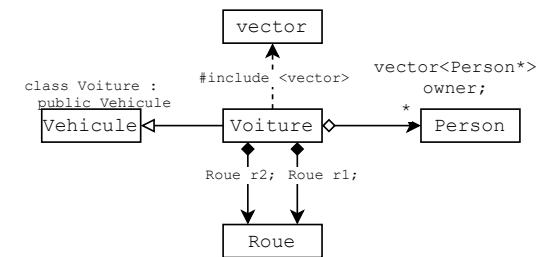 vector
#include <vector>
class Voiture :
public Vehicule
vector<Person*>
owner;
*
Vehicule
Voiture
Person
Roue r2;
Roue r1;
Roue